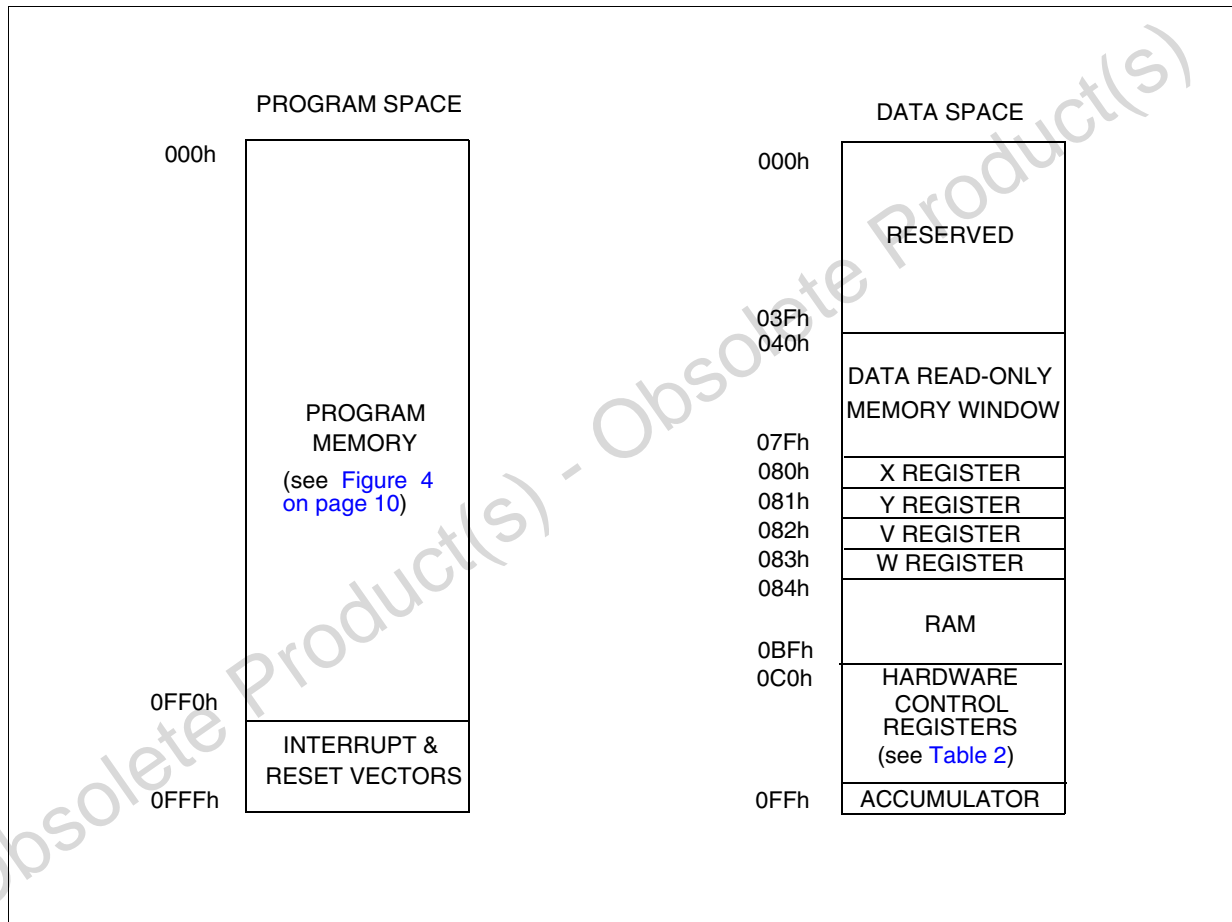 PROGRAM SPACE
000h
PROGRAM
MEMORY
(see Figure 4
on page 10)
0FF0h
INTERRUPT &
RESET VECTORS
0FFFh
DATA SPACE
000h
RESERVED
03Fh
040h
DATA READ-ONLY
MEMORY WINDOW
07Fh
080h X REGISTER
081h Y REGISTER
082h V REGISTER
083h W REGISTER
084h
RAM
0BFh
0C0h HARDWARE
CONTROL
REGISTERS
(see Table 2)
0FFh ACCUMULATOR
Obsolete Product(s) - Obsolete Product(s)